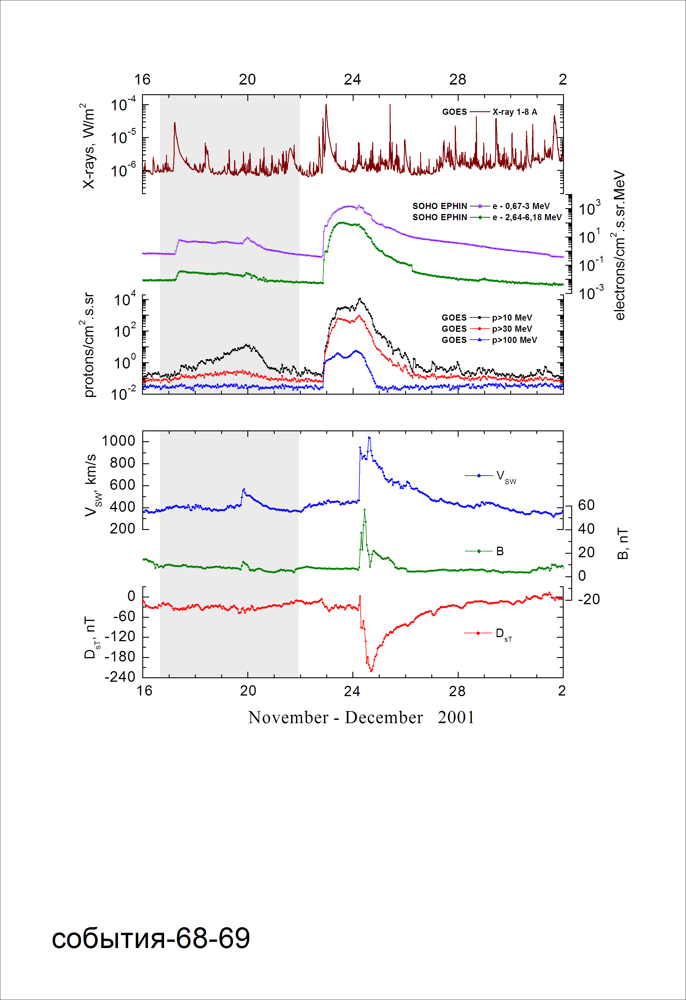 16 20 24 28 2
X-rays, W/m2
10-4
10-5
10-6
GOES X-ray 1-8 A
SOHO EPHIN e - 0,67-3 MeV
SOHO EPHIN e - 2,64-6,18 MeV
electrons/cm2.s.sr.MeV
103
101
10-1
10-3
protons/cm2.s.sr
104
102
100
10-2
GOES p>10 MeV
GOES p>30 MeV
GOES p>100 MeV
VSW, km/s
1000
800
600
400
200
VSW
B, nT
60
40
20
0
-20
B
DsT, nT
0
-60
-120
-180
-240
DsT
16 20 24 28 2
November - December 2001
события-68-69